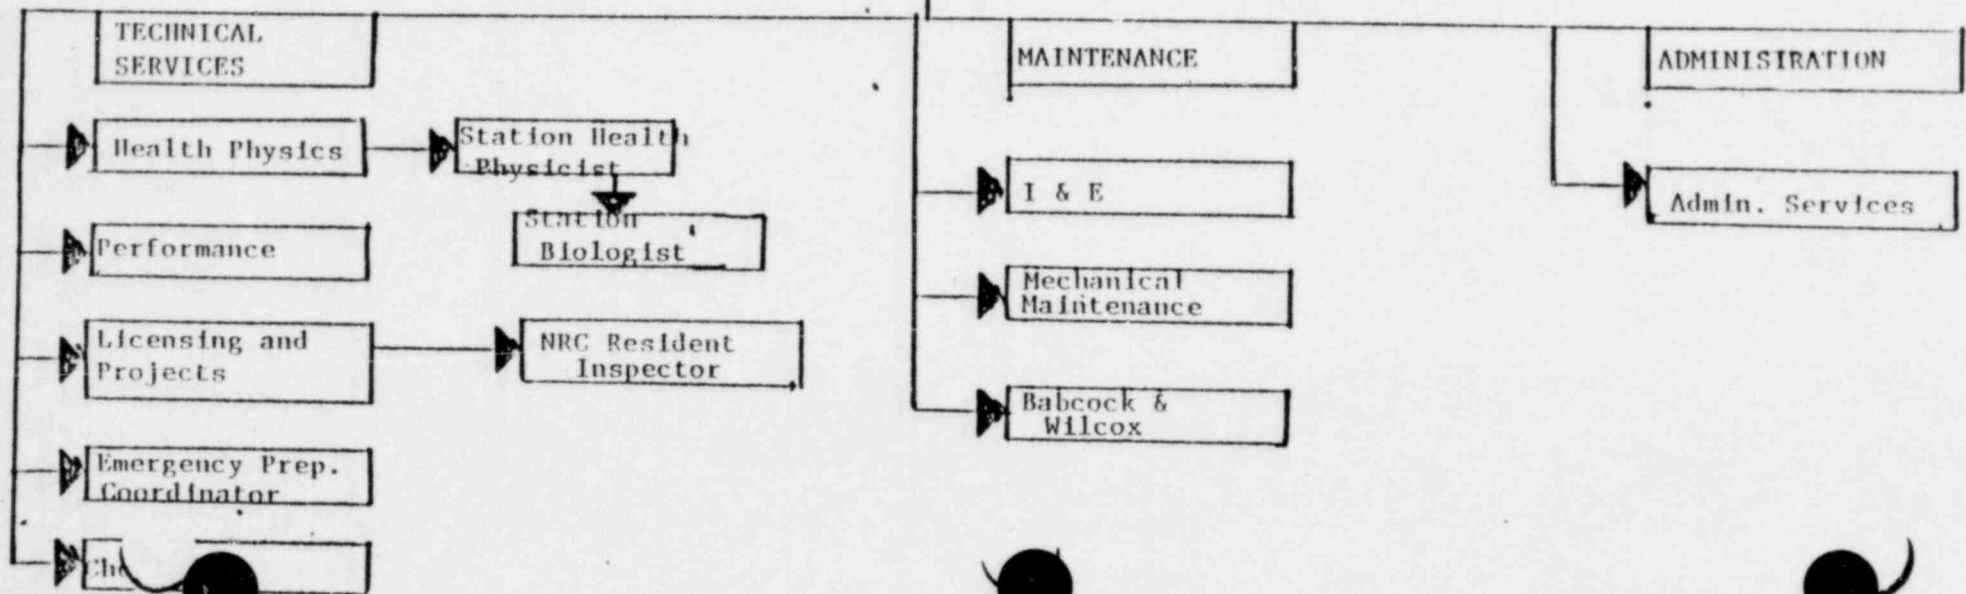 TECHNICAL
SERVICES
Health Physics
Station Health
Physicist
Station
Biologist
Performance
Licensing and
Projects
NRC Resident
Inspector
Emergency Prep.
Coordinator
MAINTENANCE
I & E
Mechanical
Maintenance
Babcock &
Wilcox
ADMINISTRATION
Admin. Services